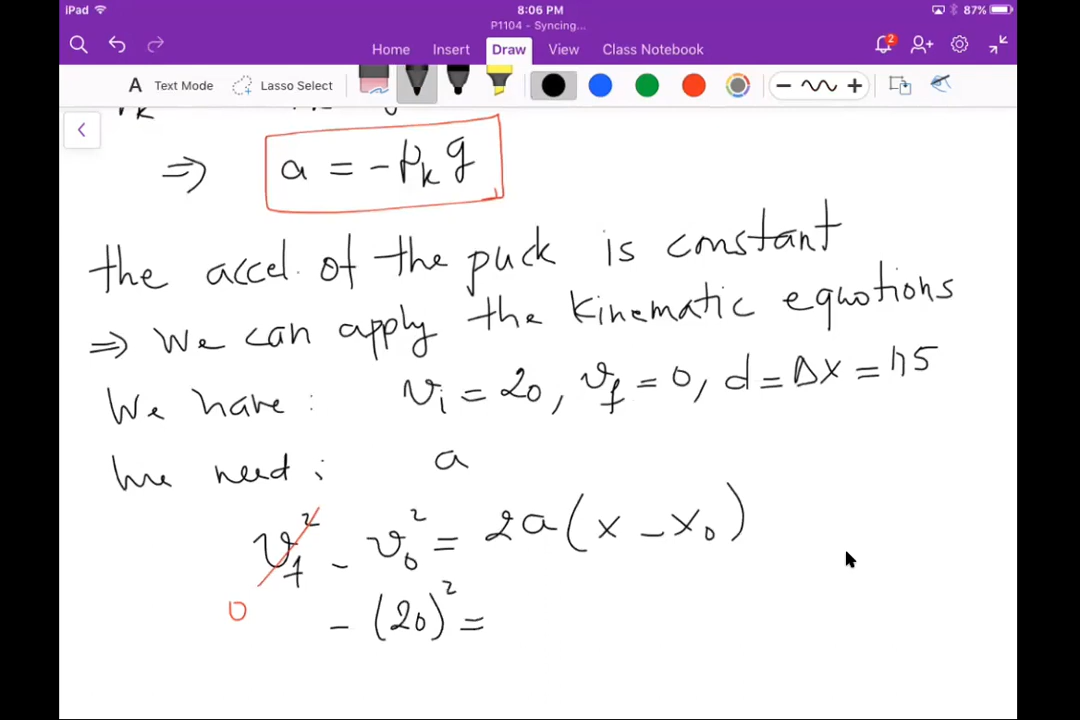 iPad 8:06 PM 87%
P1104 - Syncing...
Home Insert Draw View Class Notebook 2
A Text Mode Lasso Select
⇒ a = -μk g
the accel. of the puck is constant
⇒ We can apply the kinematic equations
We have: vi = 20, vf = 0, d = Δx = 115
We need: a
vf² - v0² = 2a(x - x0)
0 - (20)² =